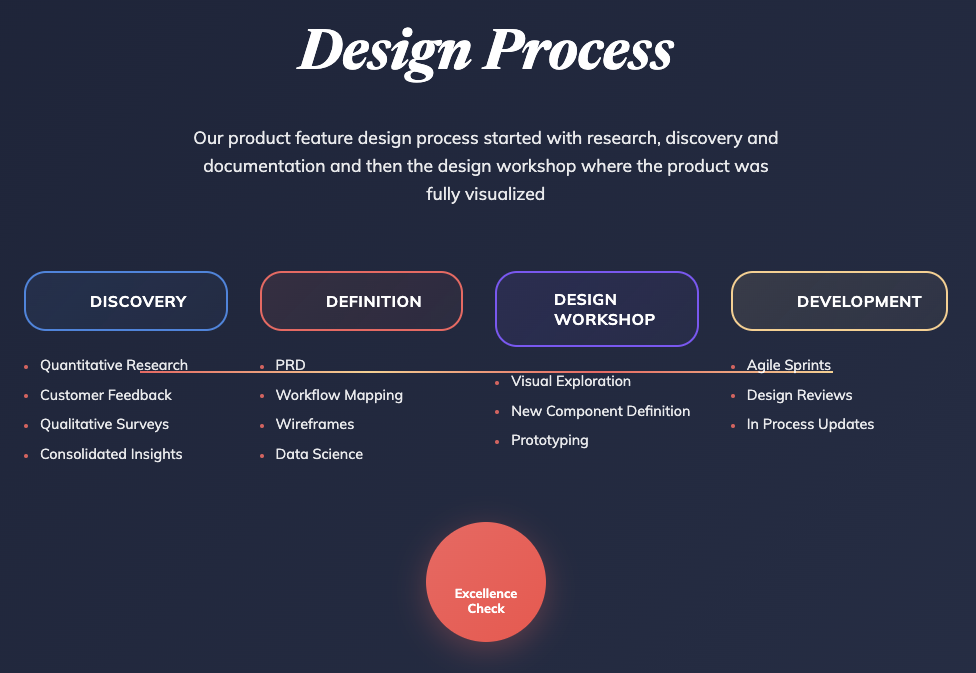 Design Process
Our product feature design process started with research, discovery and
documentation and then the design workshop where the product was
fully visualized
DISCOVERY
Quantitative Research
Customer Feedback
Qualitative Surveys
Consolidated Insights
DEFINITION
PRD
Workflow Mapping
Wireframes
Data Science
DESIGN
WORKSHOP
Visual Exploration
New Component Definition
Prototyping
DEVELOPMENT
Agile Sprints
Design Reviews
In Process Updates
Excellence
Check